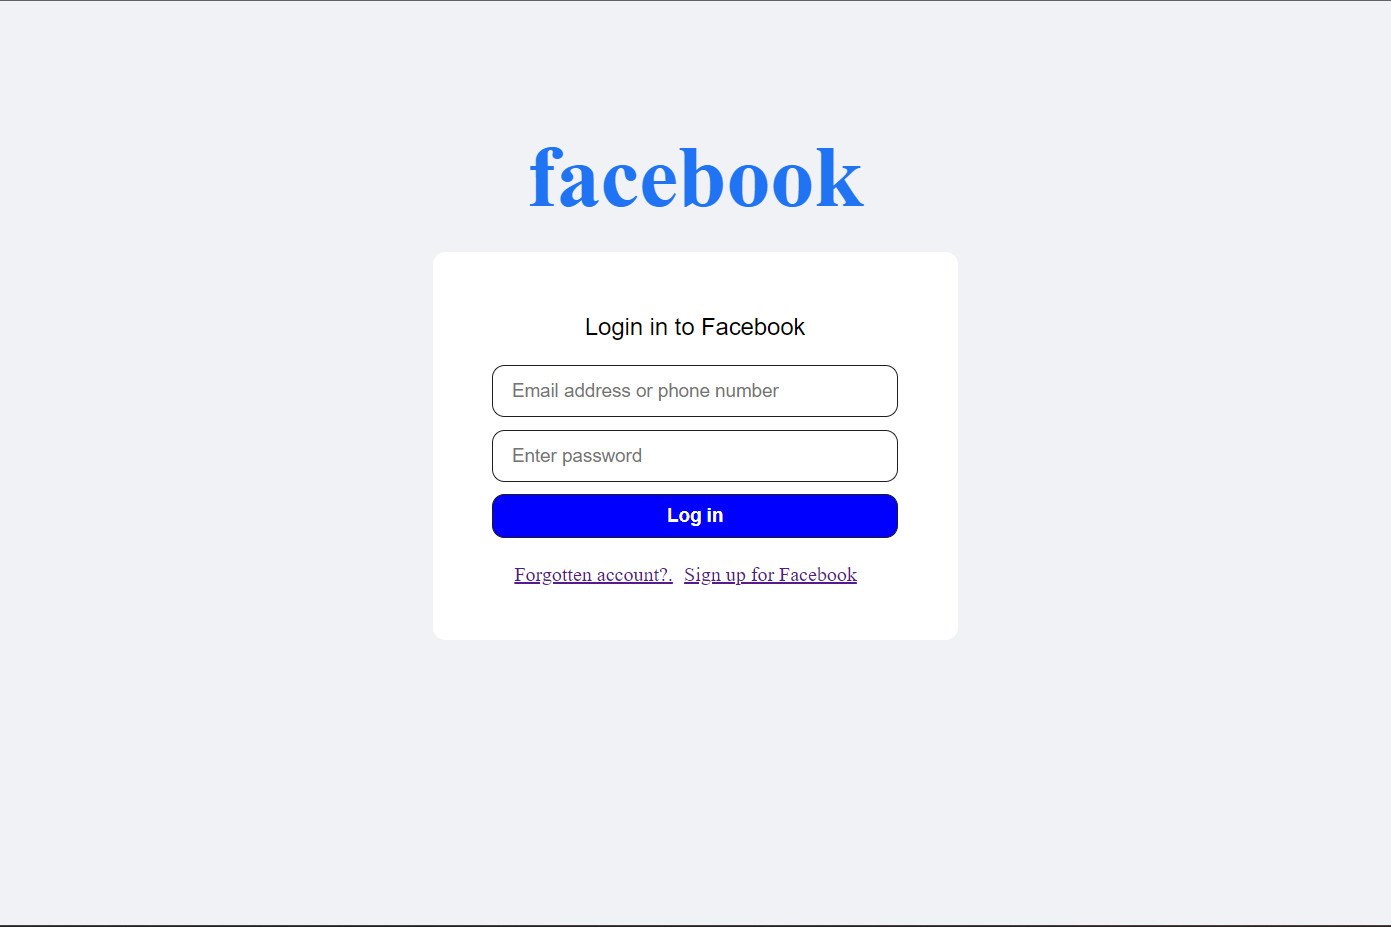 facebook
Login in to Facebook
Email address or phone number
Enter password
Log in
Forgotten account?. Sign up for Facebook